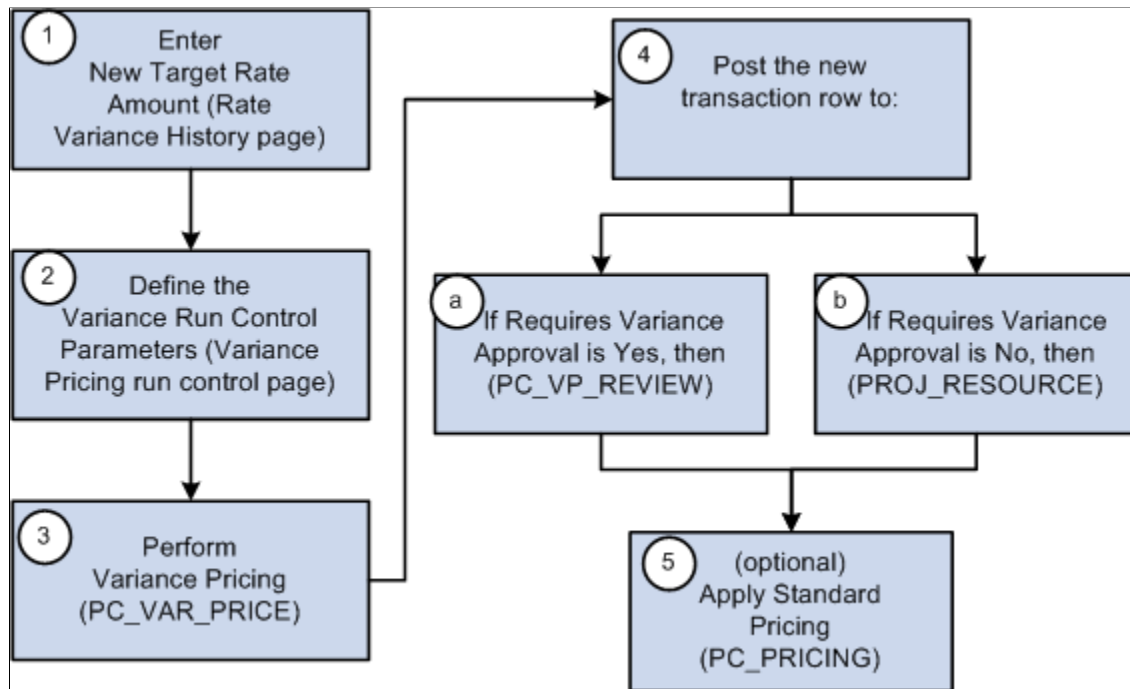 1
Enter
New Target Rate
Amount (Rate
Variance History page)
2
Define the
Variance Run Control
Parameters (Variance
Pricing run control page)
3
Perform
Variance Pricing
(PC_VAR_PRICE)
4
Post the new
transaction row to:
a
If Requires Variance
Approval is Yes, then
(PC_VP_REVIEW)
b
If Requires Variance
Approval is No, then
(PROJ_RESOURCE)
5
(optional)
Apply Standard
Pricing
(PC_PRICING)